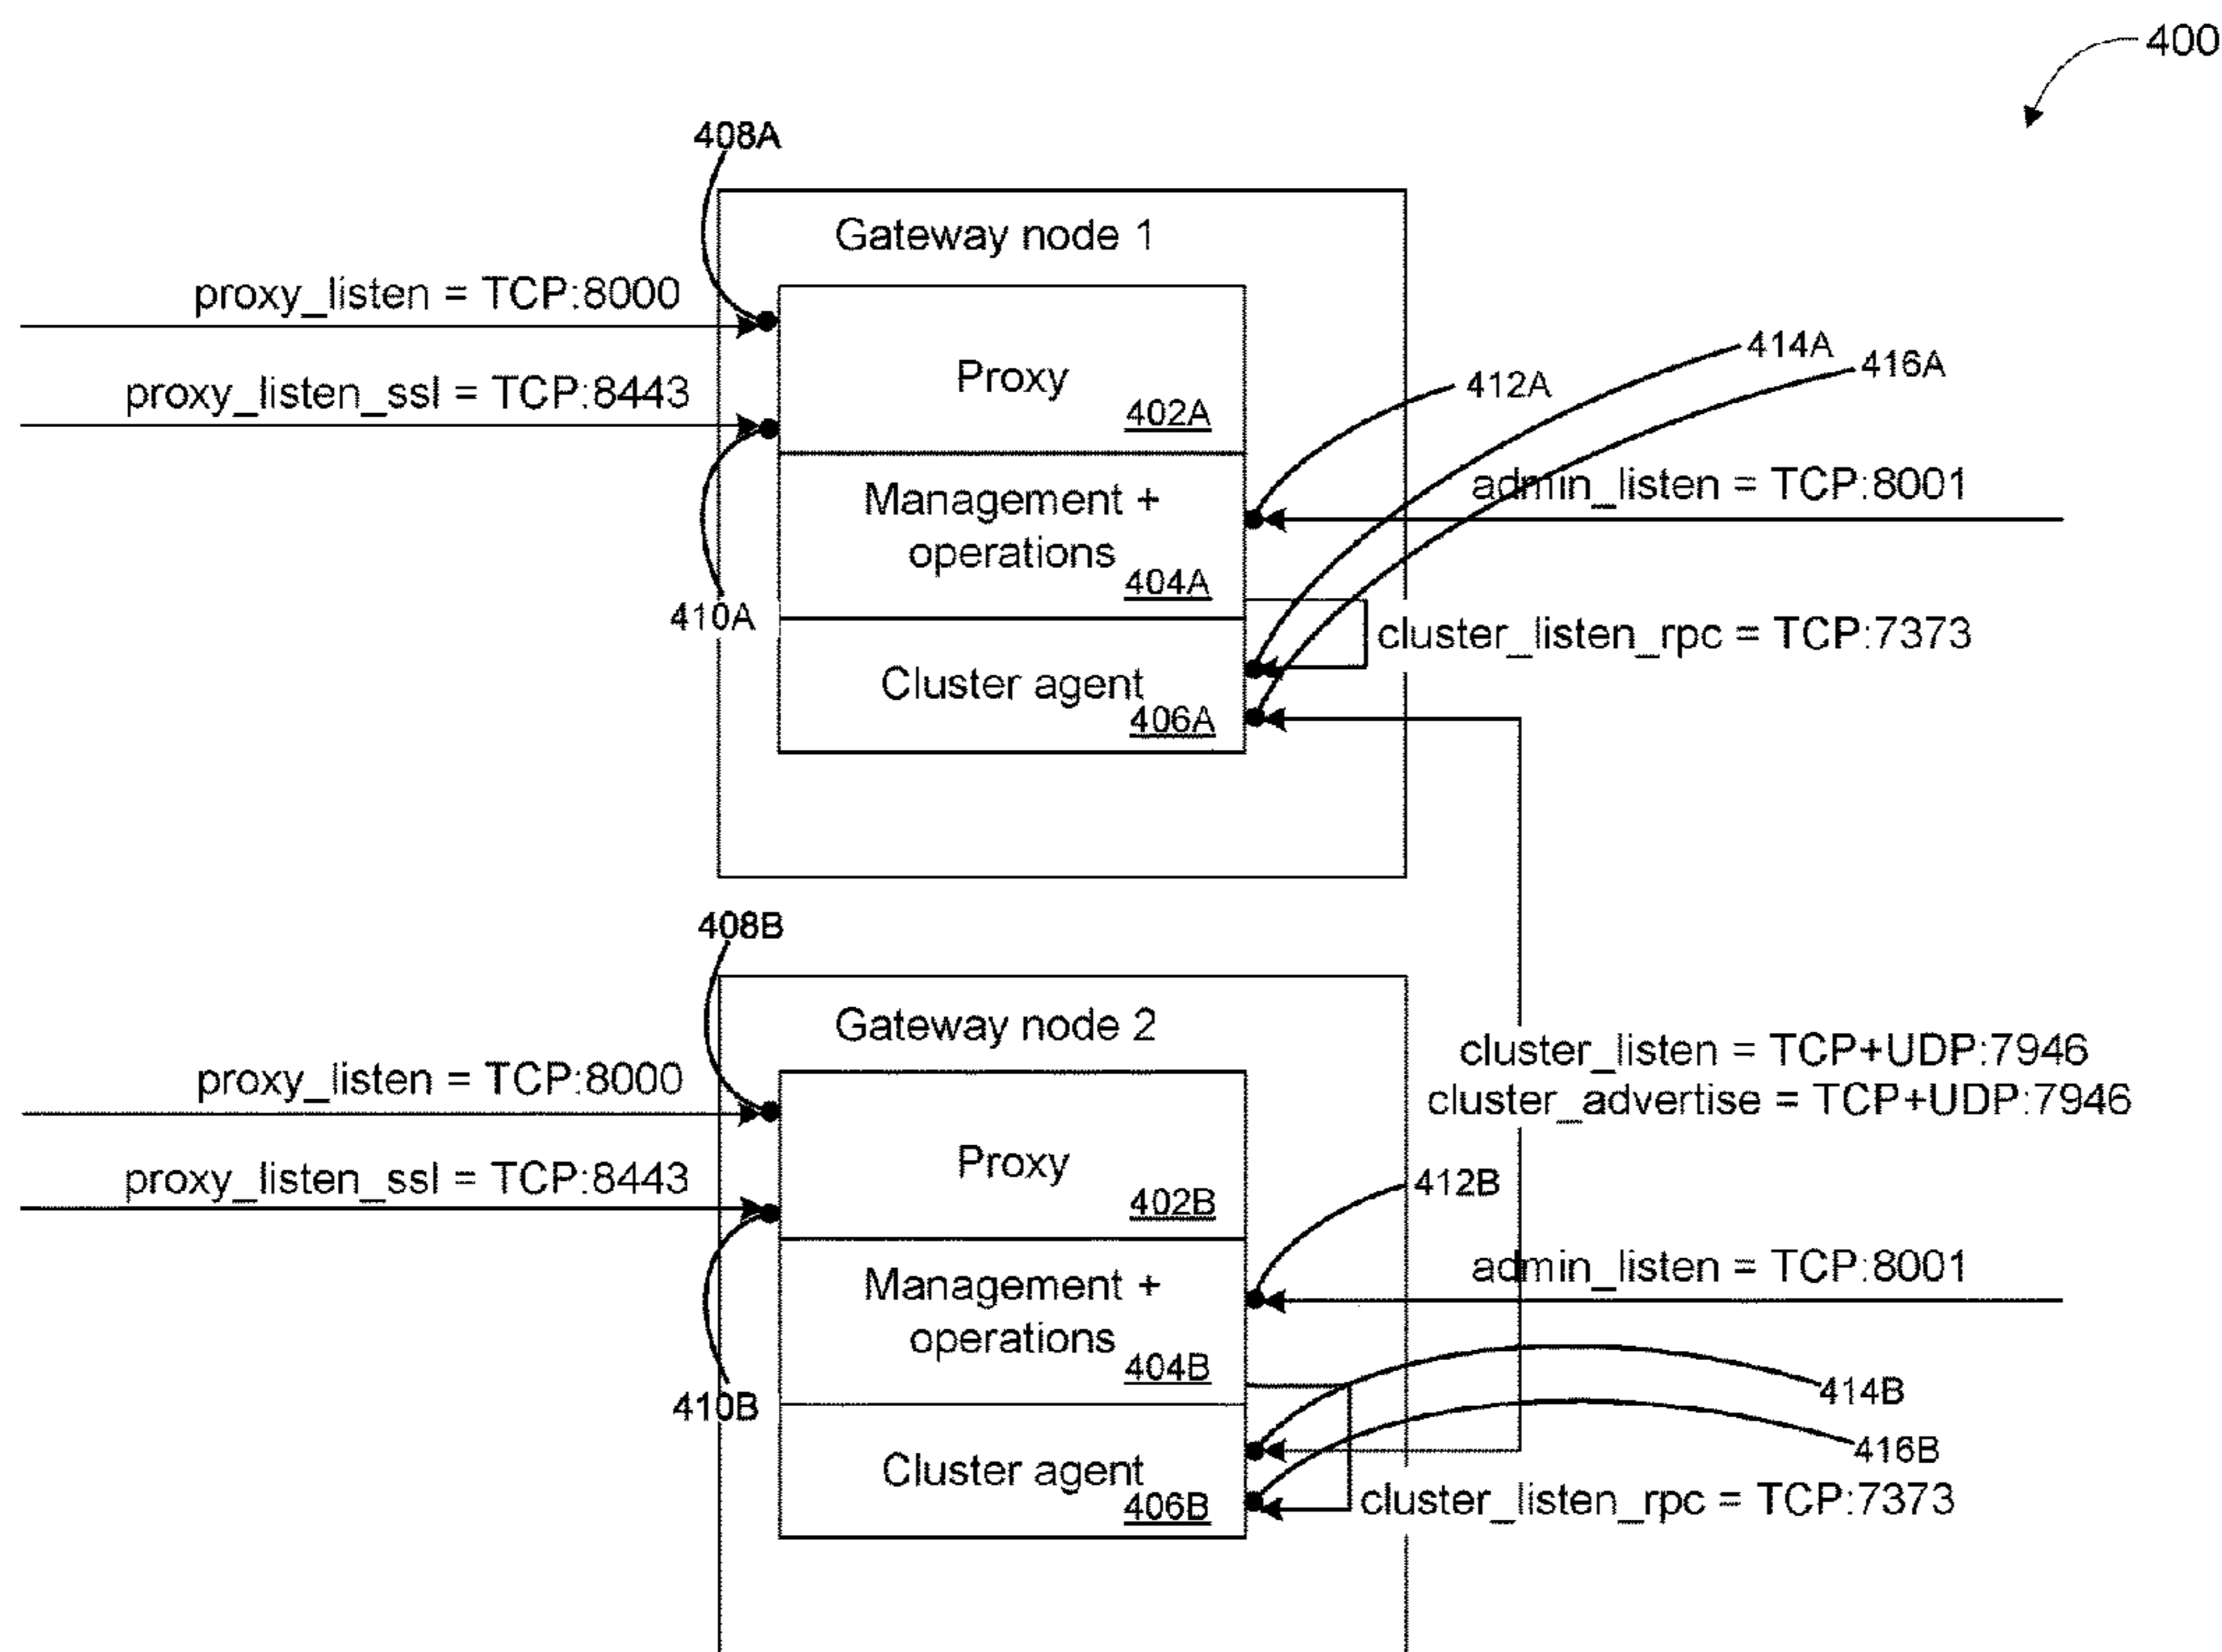 400
408A
Gateway node 1
proxy_listen = TCP:8000
414A
416A
proxy_listen_ssl = TCP:8443
Proxy
412A
402A
Management +
admin_listen = TCP:8001
operations
404A
410A
cluster_listen_rpc = TCP:7373
Cluster agent
406A
408B
Gateway node 2
cluster_listen = TCP+UDP:7946
proxy_listen = TCP:8000
cluster_advertise = TCP+UDP:7946
Proxy
proxy_listen_ssl = TCP:8443
412B
402B
Management +
admin_listen = TCP:8001
operations
404B
414B
410B
416B
Cluster agent
cluster_listen_rpc = TCP:7373
406B